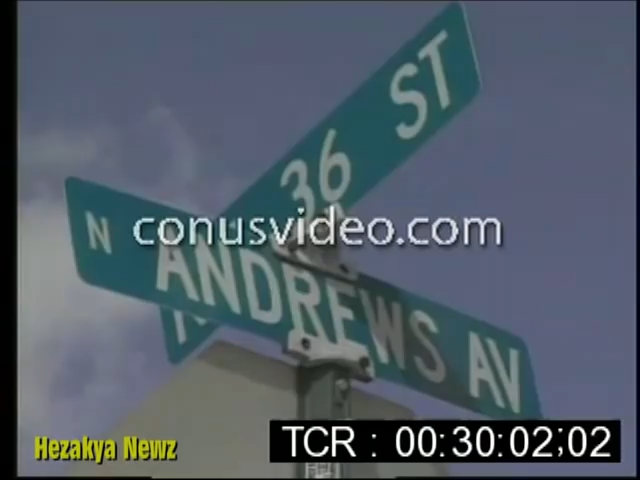 36 ST
N ANDREWS AV
conusvideo.com
Hezakya Newz
TCR : 00:30:02;02